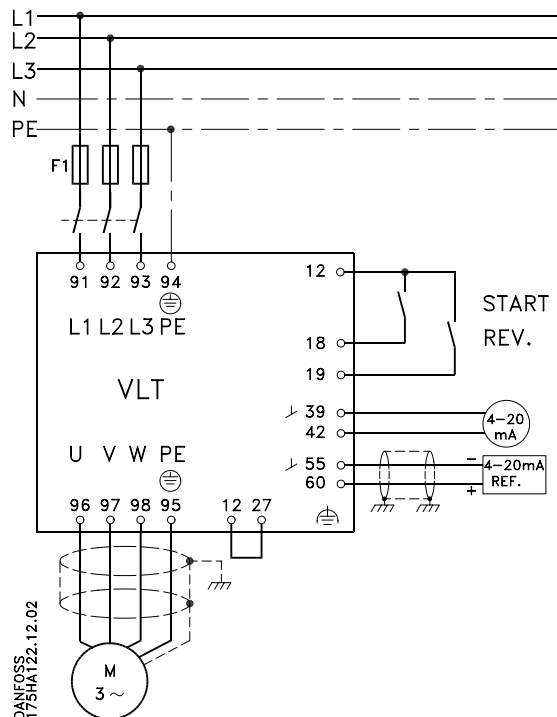 L1
L2
L3
N
PE
F1
91 92 93 94
12
L1 L2 L3 PE
START
REV.
18
19
VLT
39
42
4-20
mA
U V W PE
55
60
-
+
4-20mA
REF.
96 97 98 95
12 27
M
3~
DANFOSS
175HA122.12.02